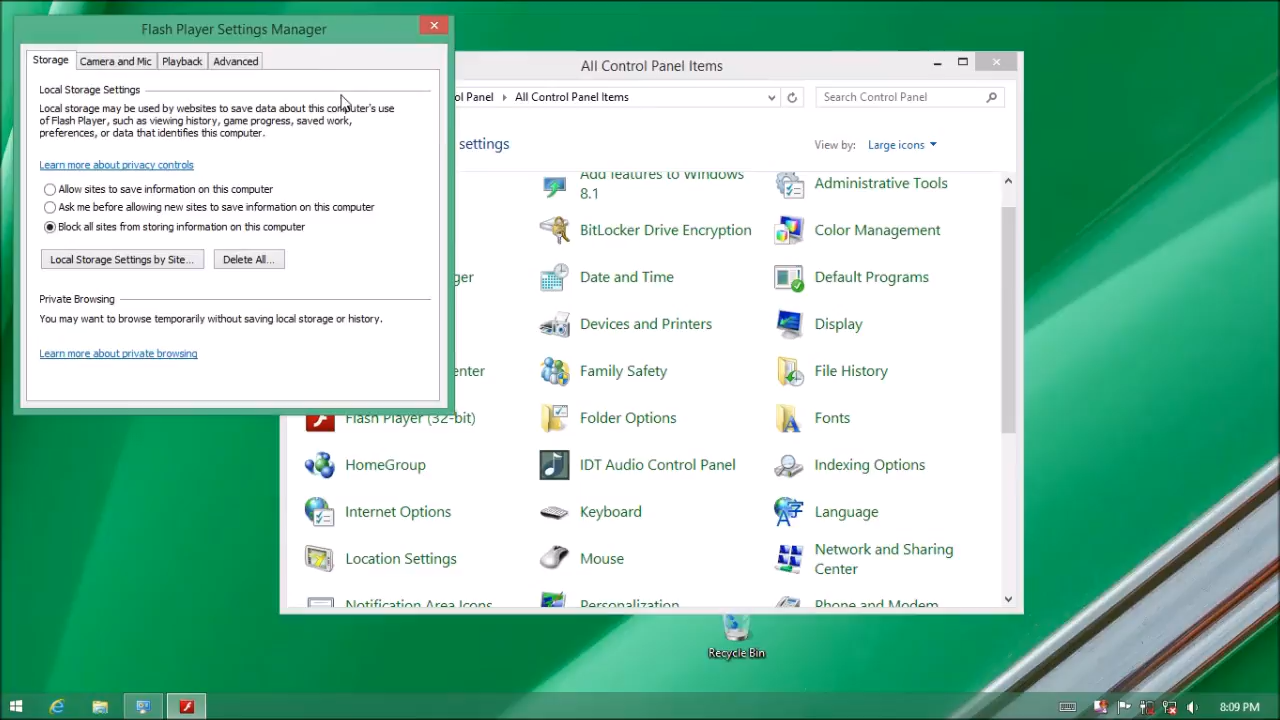 Flash Player Settings Manager
Storage
Camera and Mic
Playback
Advanced
Local Storage Settings
Local storage may be used by websites to save data about this computer's use
of Flash Player, such as viewing history, game progress, saved work,
preferences, or data that identifies this computer.
Learn more about privacy controls
Allow sites to save information on this computer
Ask me before allowing new sites to save information on this computer
Block all sites from storing information on this computer
Local Storage Settings by Site...
Delete All...
Private Browsing
You may want to browse temporarily without saving local storage or history.
Learn more about private browsing
All Control Panel Items
ol Panel
All Control Panel Items
Search Control Panel
settings
View by:
Large icons
Add features to Windows
8.1
Administrative Tools
BitLocker Drive Encryption
Color Management
ger
Date and Time
Default Programs
Devices and Printers
Display
enter
Family Safety
File History
Flash Player (32-bit)
Folder Options
Fonts
HomeGroup
IDT Audio Control Panel
Indexing Options
Internet Options
Keyboard
Language
Location Settings
Mouse
Network and Sharing
Center
Notification Area Icons
Personalization
Phone and Modem
Recycle Bin
8:09 PM